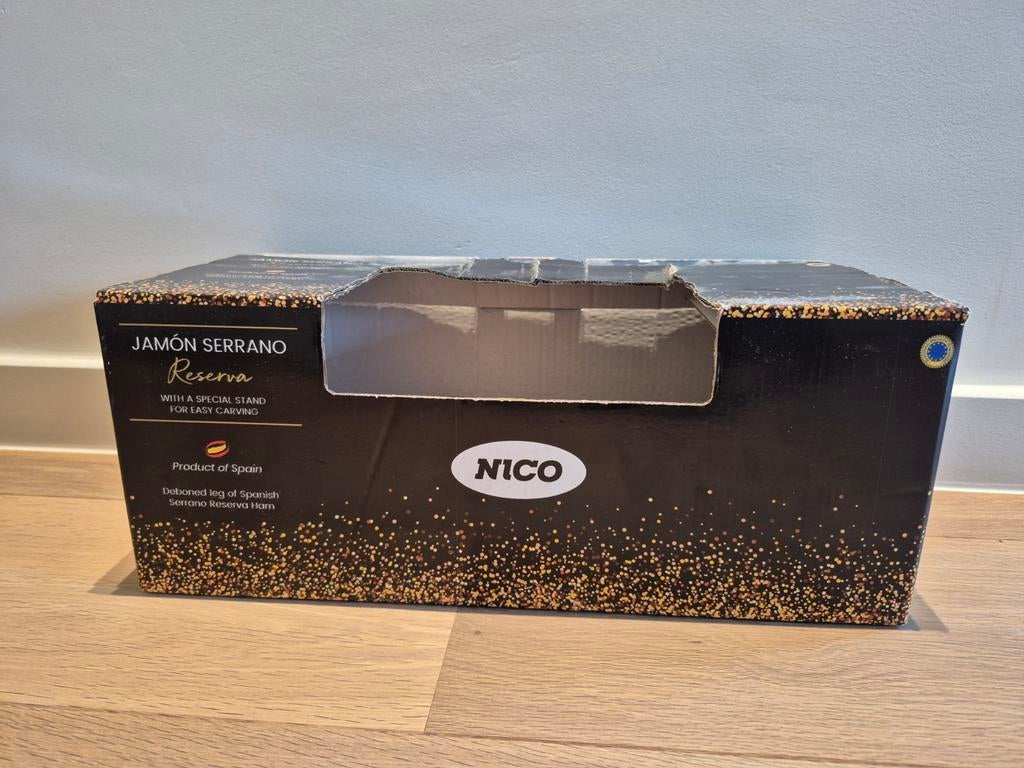 JAMÓN SERRANO
Reserva
WITH A SPECIAL STAND
FOR EASY CARVING
Product of Spain
Deboned leg of Spanish
Serrano Reserva Ham
NICO